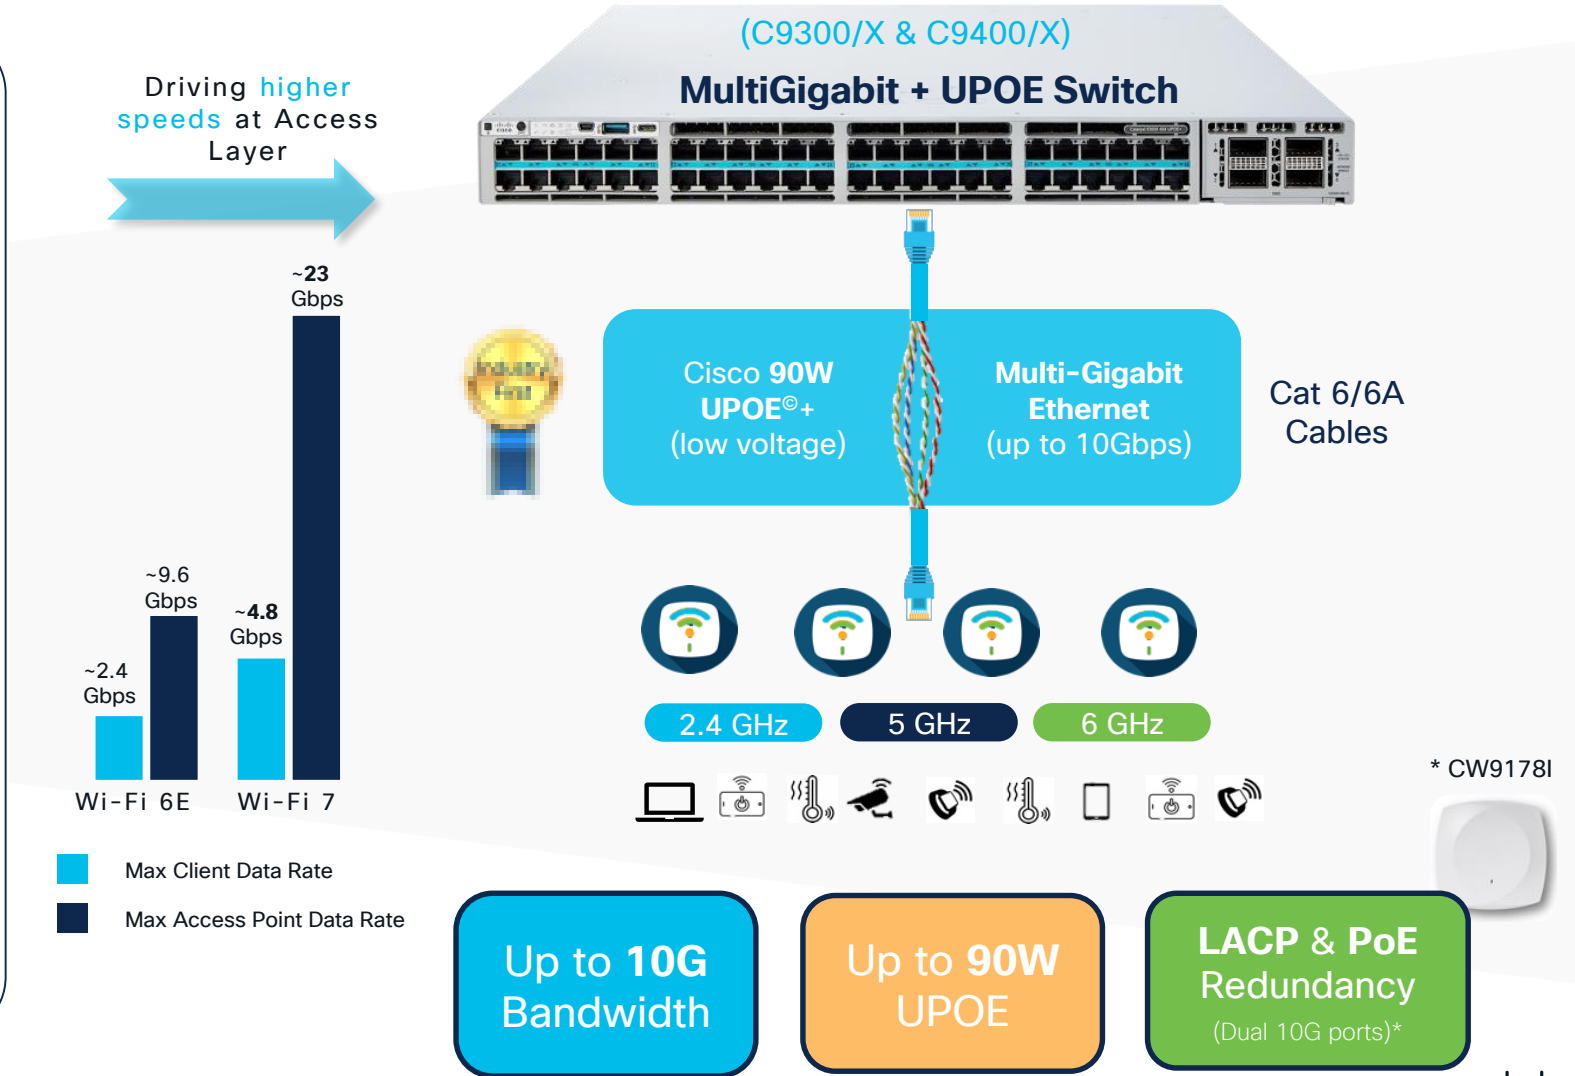 (C9300/X & C9400/X)
MultiGigabit + UPOE Switch
Driving higher
speeds at Access
Layer
~23
Gbps
~9.6
Gbps
~4.8
Gbps
~2.4
Gbps
Wi-Fi 6E
Wi-Fi 7
Max Client Data Rate
Max Access Point Data Rate
Industry
First
Cisco 90W
UPOE©+
(low voltage)
Multi-Gigabit
Ethernet
(up to 10Gbps)
Cat 6/6A
Cables
2.4 GHz
5 GHz
6 GHz
* CW9178I
Up to 10G
Bandwidth
Up to 90W
UPOE
LACP & PoE
Redundancy
(Dual 10G ports)*